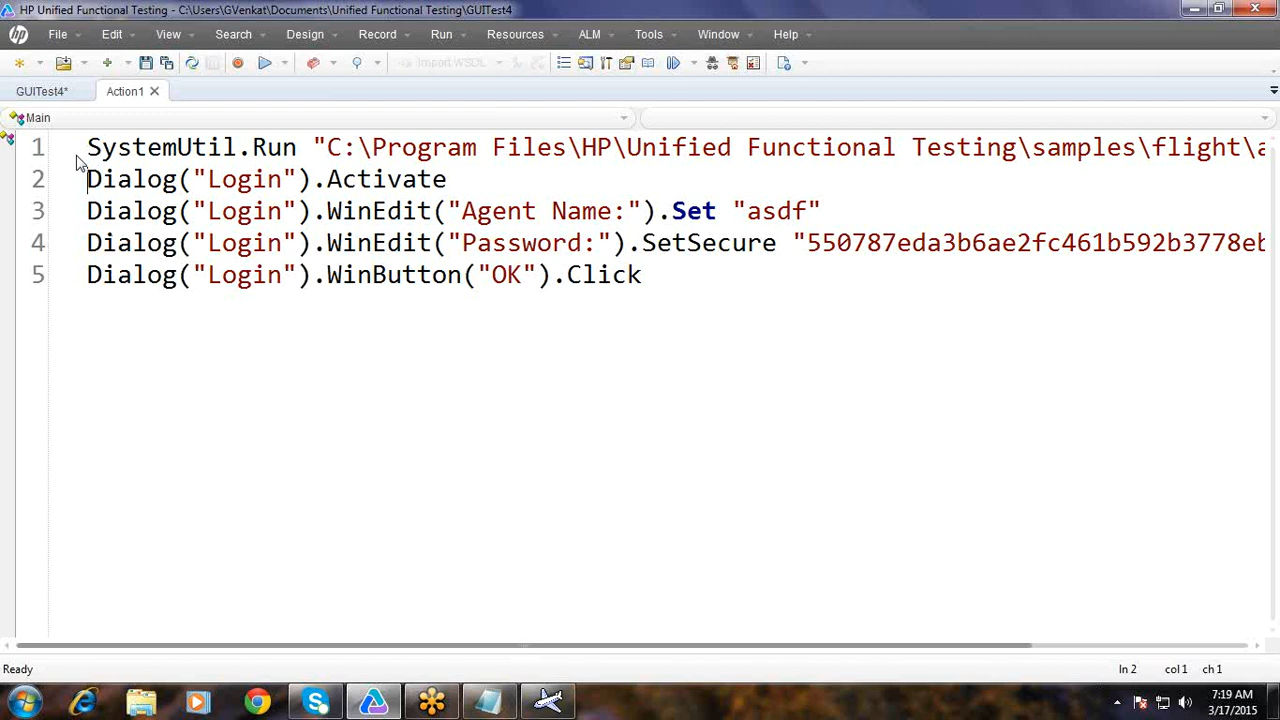 HP Unified Functional Testing - C:\Users\GVenkat\Documents\Unified Functional Testing\GUITest4
hp File Edit View Search Design Record Run Resources ALM Tools Window Help
Import WSDL
GUITest4* Action1
Main
1 SystemUtil.Run "C:\Program Files\HP\Unified Functional Testing\samples\flight\a
2 Dialog("Login").Activate
3 Dialog("Login").WinEdit("Agent Name:").Set "asdf"
4 Dialog("Login").WinEdit("Password:").SetSecure "550787eda3b6ae2fc461b592b3778eb
5 Dialog("Login").WinButton("OK").Click
Ready Ln 2 col 1 ch 1
7:19 AM
3/17/2015